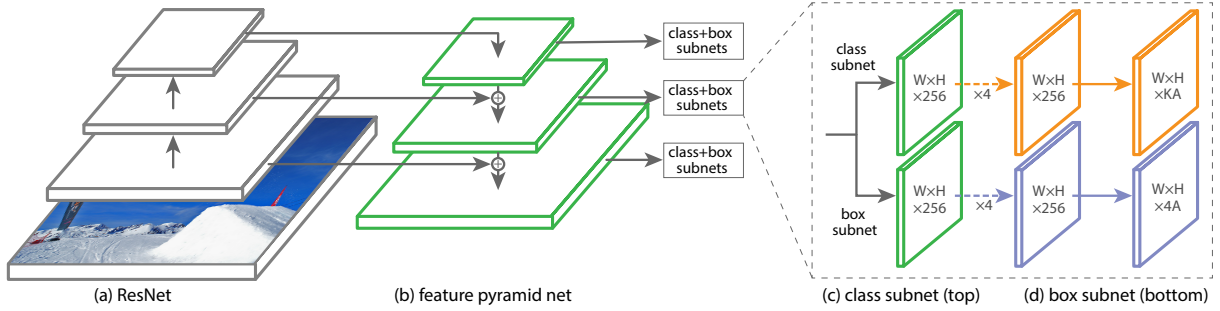 class+box
subnets
class+box
subnets
class+box
subnets
class
subnet
W×H
×256
×4
W×H
×256
W×H
×KA
box
subnet
W×H
×256
×4
W×H
×256
W×H
×4A
(a) ResNet
(b) feature pyramid net
(c) class subnet (top)
(d) box subnet (bottom)